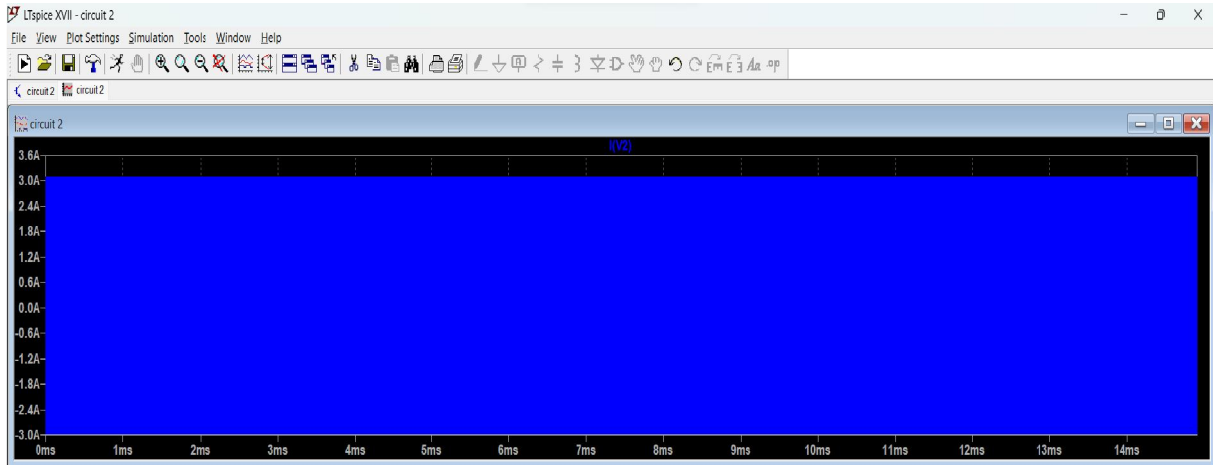 LTspice XVII - circuit 2
File View Plot Settings Simulation Tools Window Help
circuit 2 circuit 2
circuit 2
I(V2)
3.6A
3.0A
2.4A
1.8A
1.2A
0.6A
0.0A
-0.6A
-1.2A
-1.8A
-2.4A
-3.0A
0ms 1ms 2ms 3ms 4ms 5ms 6ms 7ms 8ms 9ms 10ms 11ms 12ms 13ms 14ms